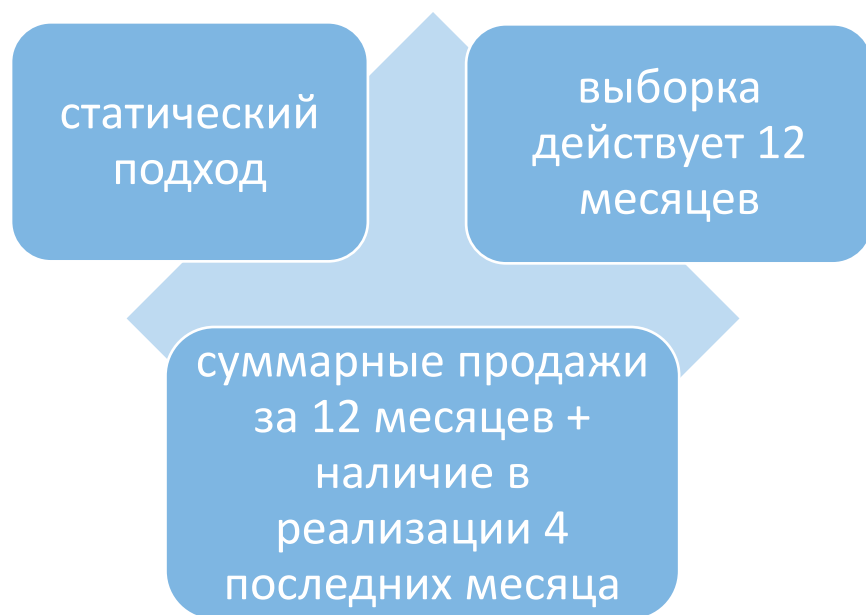 статический
подход
выборка
действует 12
месяцев
суммарные продажи
за 12 месяцев +
наличие в
реализации 4
последних месяца